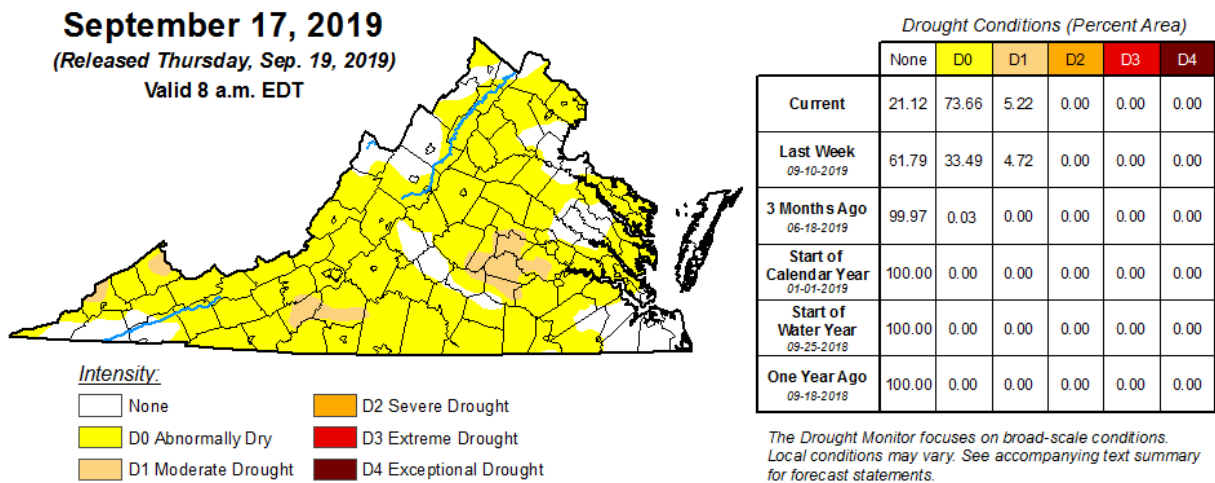 September 17, 2019
(Released Thursday, Sep. 19, 2019)
Valid 8 a.m. EDT
Intensity:
None
D0 Abnormally Dry
D1 Moderate Drought
D2 Severe Drought
D3 Extreme Drought
D4 Exceptional Drought
Drought Conditions (Percent Area)
None D0 D1 D2 D3 D4
Current 21.12 73.66 5.22 0.00 0.00 0.00
Last Week
09-10-2019 61.79 33.49 4.72 0.00 0.00 0.00
3 Months Ago
06-18-2019 99.97 0.03 0.00 0.00 0.00 0.00
Start of
Calendar Year
01-01-2019 100.00 0.00 0.00 0.00 0.00 0.00
Start of
Water Year
09-25-2018 100.00 0.00 0.00 0.00 0.00 0.00
One Year Ago
09-18-2018 100.00 0.00 0.00 0.00 0.00 0.00
The Drought Monitor focuses on broad-scale conditions.
Local conditions may vary. See accompanying text summary
for forecast statements.